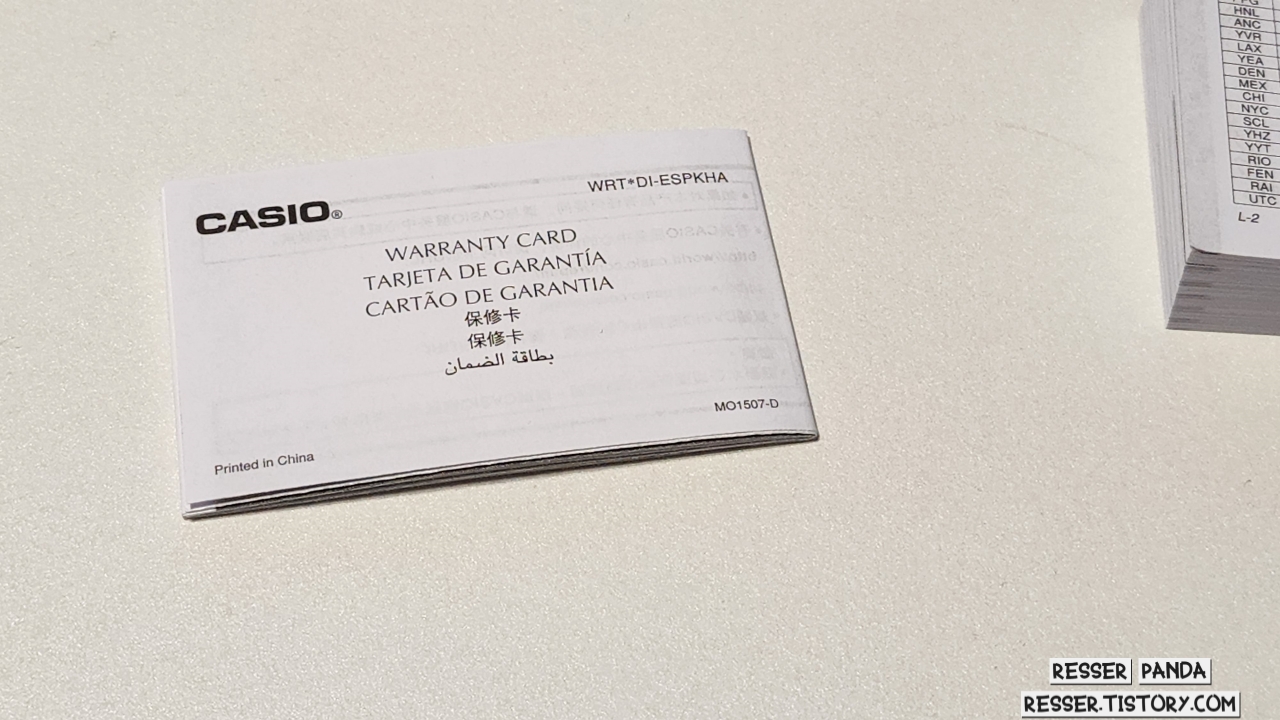 CASIO®
WRT*DI-ESPKHA
WARRANTY CARD
TARJETA DE GARANTÍA
CARTÃO DE GARANTIA
保修卡
保修卡
بطاقة الضمان
MO1507-D
Printed in China
HNL
ANC
YVR
LAX
YEA
DEN
MEX
CHI
NYC
SCL
YHZ
YYT
RIO
FEN
RAI
UTC
L-2
RESSER PANDA
RESSER.TISTORY.COM